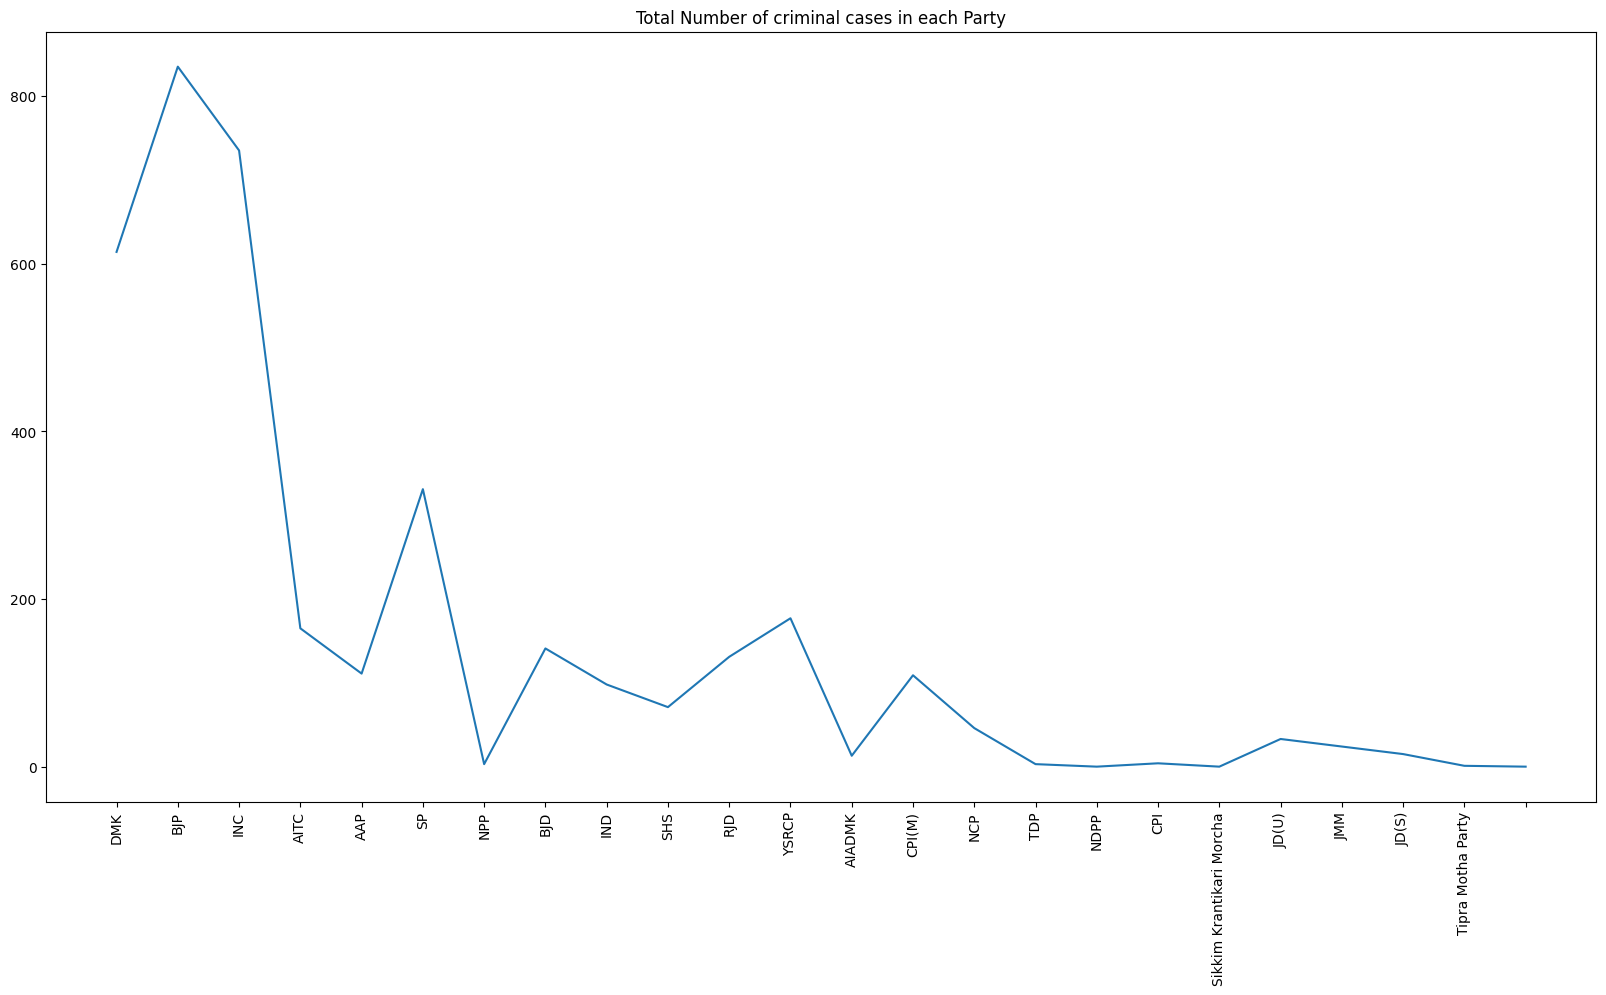 Total Number of criminal cases in each Party
800
600
400
200
0
DMK
BJP
INC
AITC
AAP
SP
NPP
BJD
IND
SHS
RJD
YSRCP
AIADMK
CPI(M)
NCP
TDP
NDPP
CPI
Sikkim Krantikari Morcha
JD(U)
JMM
JD(S)
Tipra Motha Party